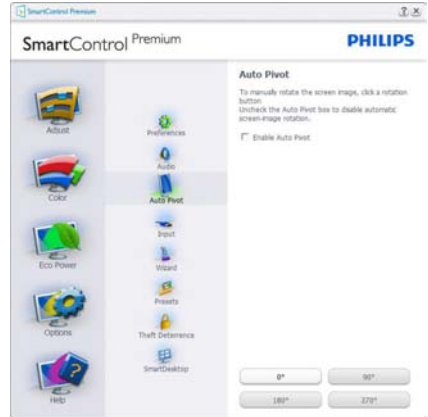 SmartControl Premium
SmartControl Premium
PHILIPS
Adjust
Color
Eco Power
Options
Help
Preferences
Audio
Auto Pivot
Input
Wizard
Presets
Theft Deterrence
SmartDesktop
Auto Pivot
To manually rotate the screen image, click a rotation
button.
Uncheck the Auto Pivot box to disable automatic
screen-image rotation.
Enable Auto Pivot
0°
90°
180°
270°